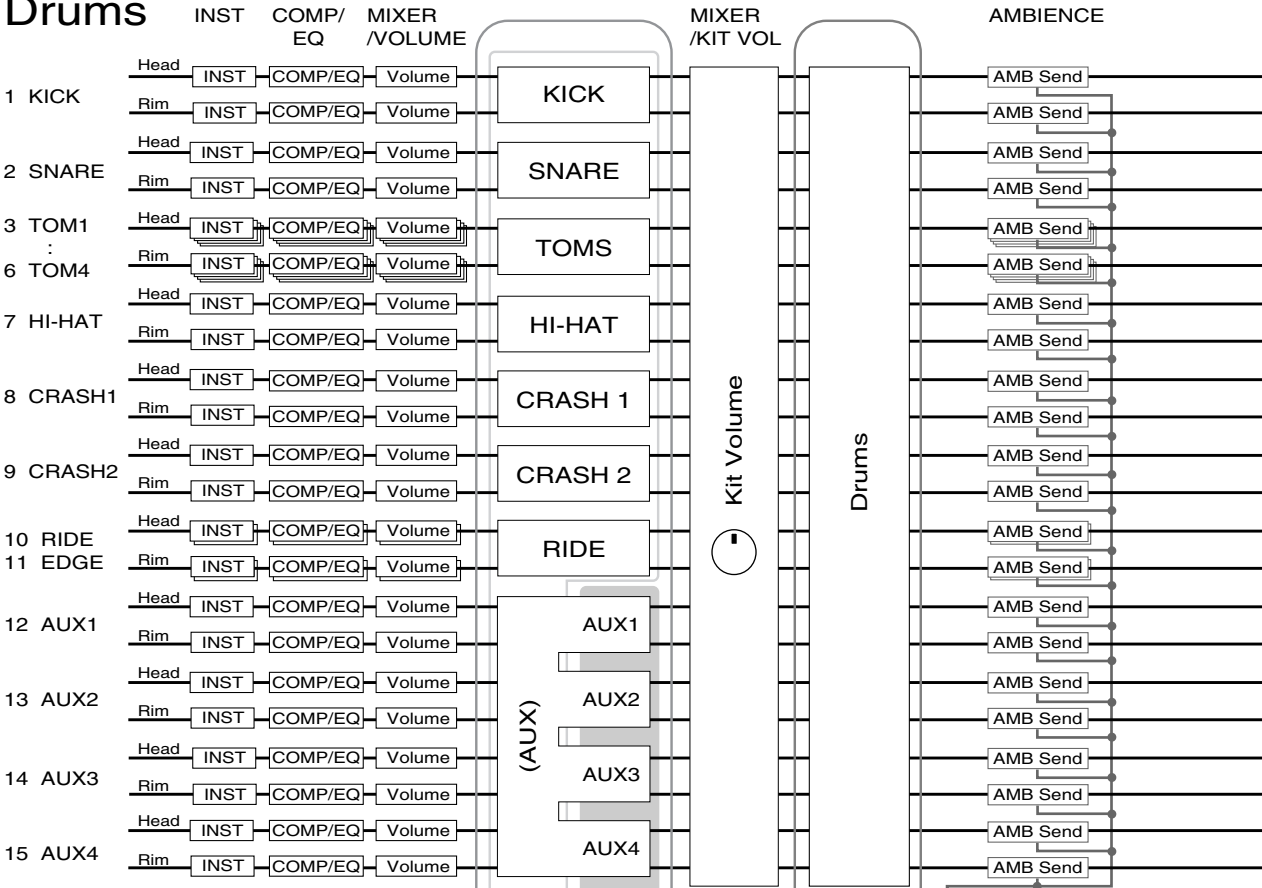 Drums
INST COMP/ MIXER MIXER AMBIENCE
EQ /VOLUME /KIT VOL
Head INST COMP/EQ Volume AMB Send
1 KICK KICK
Rim INST COMP/EQ Volume AMB Send
Head INST COMP/EQ Volume AMB Send
2 SNARE SNARE
Rim INST COMP/EQ Volume AMB Send
3 TOM1 Head INST COMP/EQ Volume AMB Send
: TOMS
6 TOM4 Rim INST COMP/EQ Volume AMB Send
Head INST COMP/EQ Volume AMB Send
7 HI-HAT HI-HAT
Rim INST COMP/EQ Volume AMB Send
Head INST COMP/EQ Volume AMB Send
8 CRASH1 CRASH 1
Rim INST COMP/EQ Volume AMB Send
Head INST COMP/EQ Volume AMB Send
9 CRASH2 CRASH 2
Rim INST COMP/EQ Volume AMB Send
Kit Volume
Drums
Head INST COMP/EQ Volume AMB Send
10 RIDE RIDE
11 EDGE Rim INST COMP/EQ Volume AMB Send
Head INST COMP/EQ Volume AMB Send
12 AUX1 AUX1
Rim INST COMP/EQ Volume AMB Send
Head INST COMP/EQ Volume AMB Send
13 AUX2 AUX2
Rim INST COMP/EQ Volume AMB Send
(AUX)
Head INST COMP/EQ Volume AMB Send
14 AUX3 AUX3
Rim INST COMP/EQ Volume AMB Send
Head INST COMP/EQ Volume AMB Send
15 AUX4 AUX4
Rim INST COMP/EQ Volume AMB Send